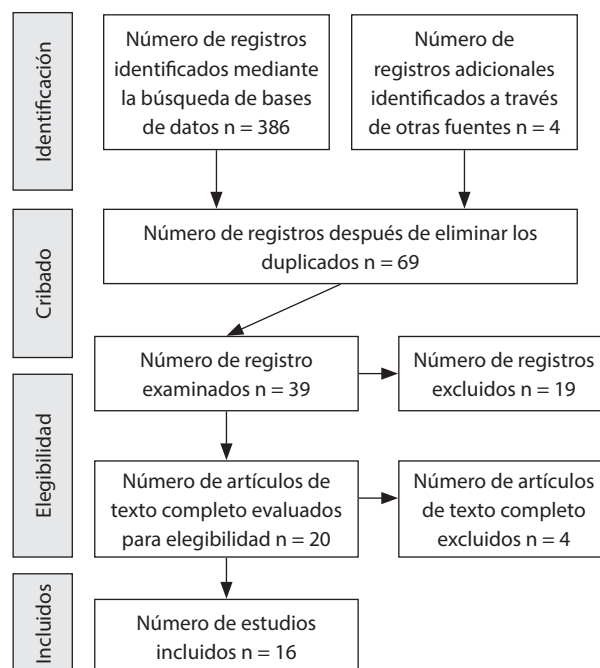 Identificación
Número de registros
identificados mediante
la búsqueda de bases
de datos n = 386
Número de
registros adicionales
identificados a través
de otras fuentes n = 4
Cribado
Número de registros después de eliminar los
duplicados n = 69
Número de registro
examinados n = 39
Número de registros
excluidos n = 19
Elegibilidad
Número de artículos de
texto completo evaluados
para elegibilidad n = 20
Número de artículos
de texto completo
excluidos n = 4
Incluidos
Número de estudios
incluidos n = 16